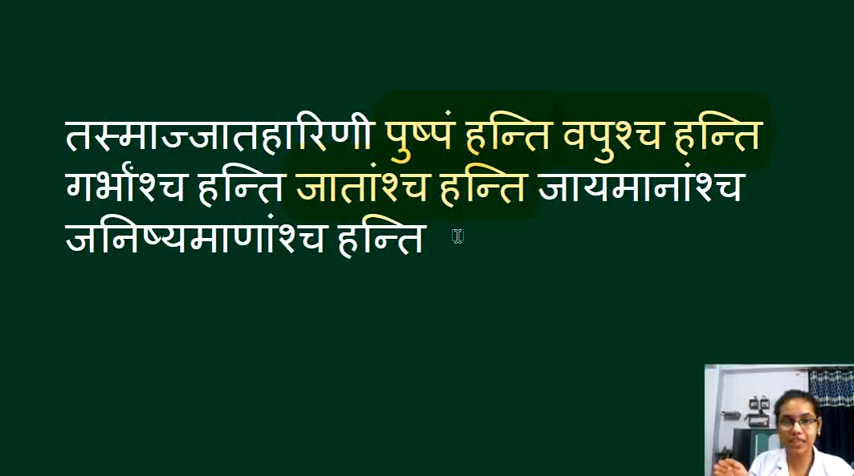 तस्माज्जातहारिणी पुष्पं हन्ति वपुश्च हन्ति
गर्भांश्च हन्ति जातांश्च हन्ति जायमानांश्च
जनिष्यमाणांश्च हन्ति